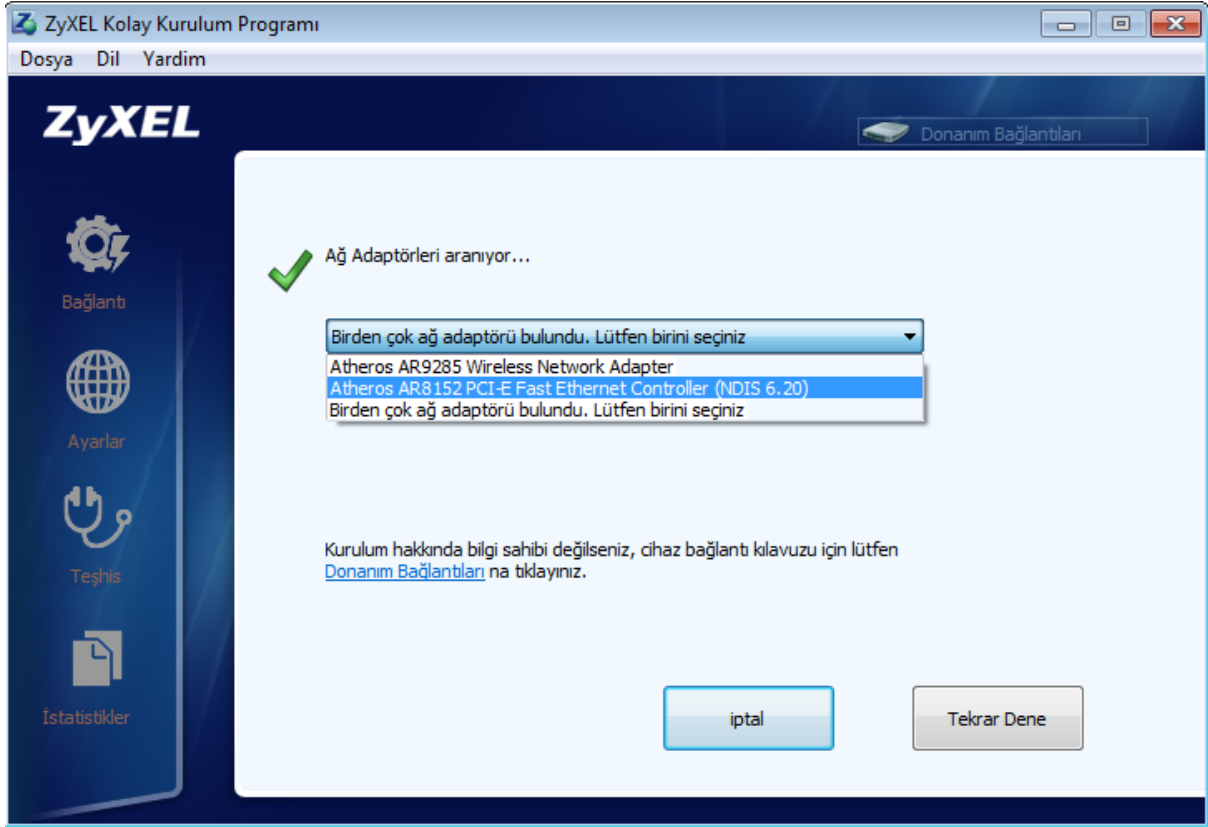 ZyXEL Kolay Kurulum Programı
Dosya Dil Yardim
ZyXEL
Donanım Bağlantıları
Bağlantı
Ayarlar
Teşhis
İstatistikler
Ağ Adaptörleri aranıyor...
Birden çok ağ adaptörü bulundu. Lütfen birini seçiniz
Atheros AR9285 Wireless Network Adapter
Atheros AR8152 PCI-E Fast Ethernet Controller (NDIS 6.20)
Birden çok ağ adaptörü bulundu. Lütfen birini seçiniz
Kurulum hakkında bilgi sahibi değilseniz, cihaz bağlantı kılavuzu için lütfen
Donanım Bağlantıları na tıklayınız.
iptal
Tekrar Dene